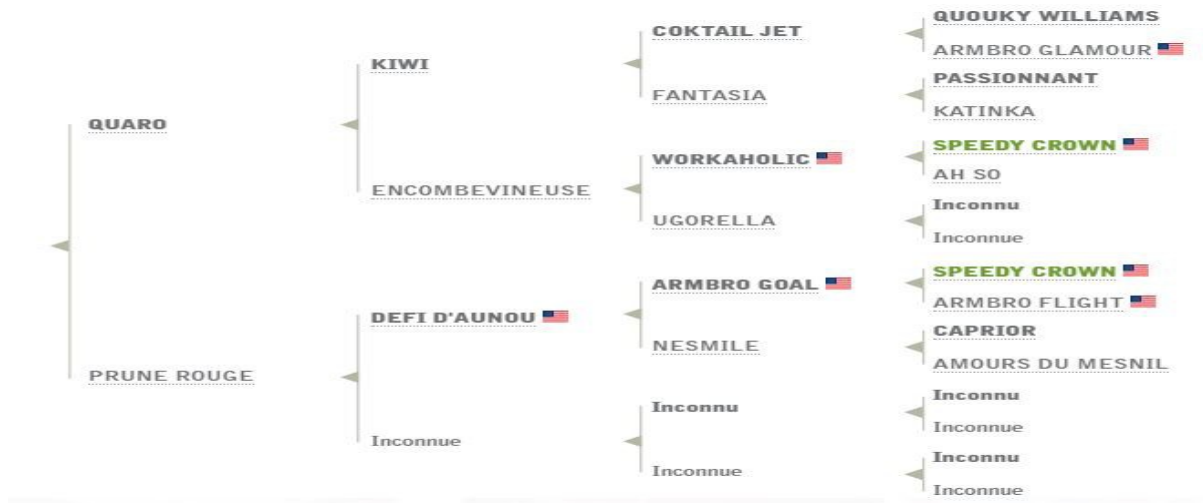 QUARO
PRUNE ROUGE
KIWI
ENCOMBEVINEUSE
DEFI D'AUNOU
Inconnue
COKTAIL JET
FANTASIA
WORKAHOLIC
UGORELLA
ARMBRO GOAL
NESMILE
Inconnu
Inconnue
QUOUKY WILLIAMS
ARMBRO GLAMOUR
PASSIONNANT
KATINKA
SPEEDY CROWN
AH SO
Inconnu
Inconnue
SPEEDY CROWN
ARMBRO FLIGHT
CAPRIOR
AMOURS DU MESNIL
Inconnu
Inconnue
Inconnu
Inconnue